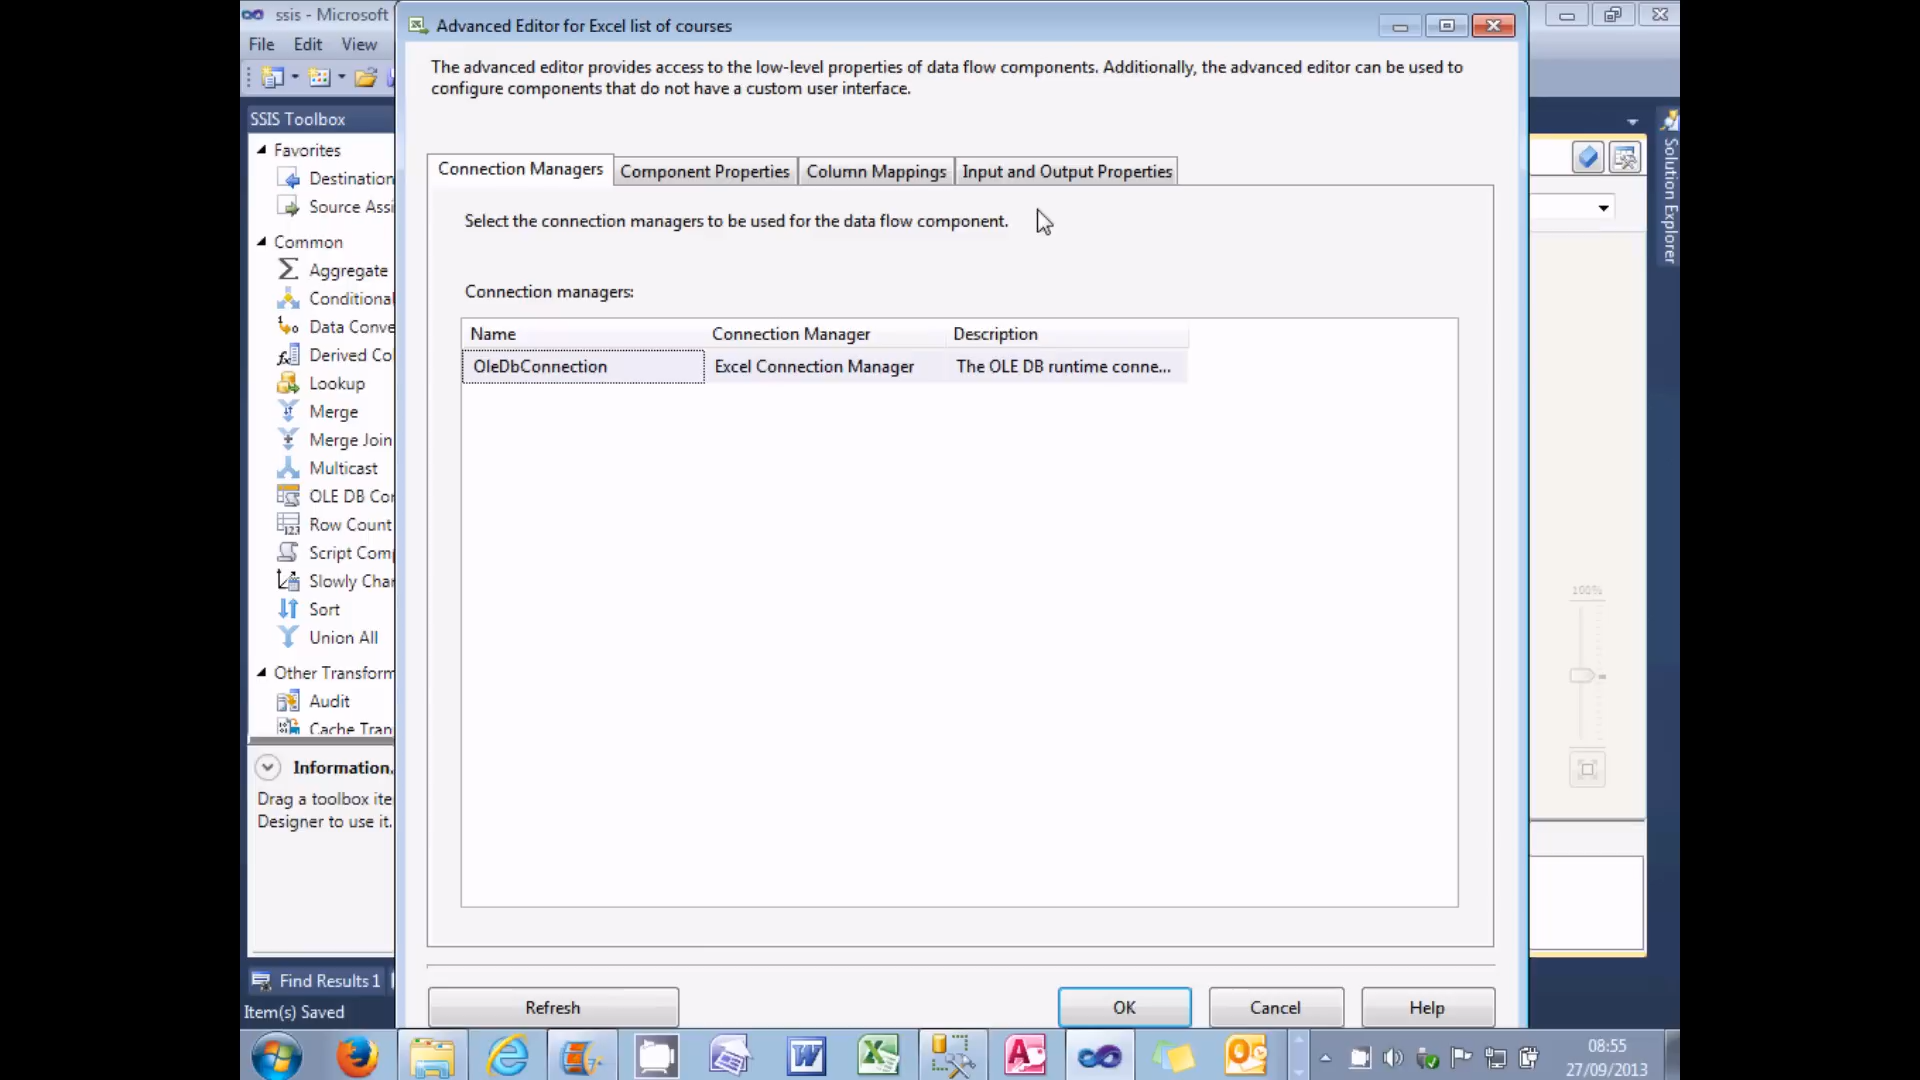 ssis - Microsoft
Advanced Editor for Excel list of courses
File Edit View
The advanced editor provides access to the low-level properties of data flow components. Additionally, the advanced editor can be used to
configure components that do not have a custom user interface.
SSIS Toolbox
Favorites
Destination
Source Assi
Common
Aggregate
Conditiona
Data Conve
Derived Co
Lookup
Merge
Merge Join
Multicast
OLE DB Co
Row Count
Script Com
Slowly Cha
Sort
Union All
Other Transform
Audit
Cache Tran
Information.
Drag a toolbox ite
Designer to use it.
Find Results 1
Item(s) Saved
Connection Managers Component Properties Column Mappings Input and Output Properties
Select the connection managers to be used for the data flow component.
Connection managers:
Name Connection Manager Description
OleDbConnection Excel Connection Manager The OLE DB runtime conne...
Refresh OK Cancel Help
Solution Explorer
100%
08:55
27/09/2013